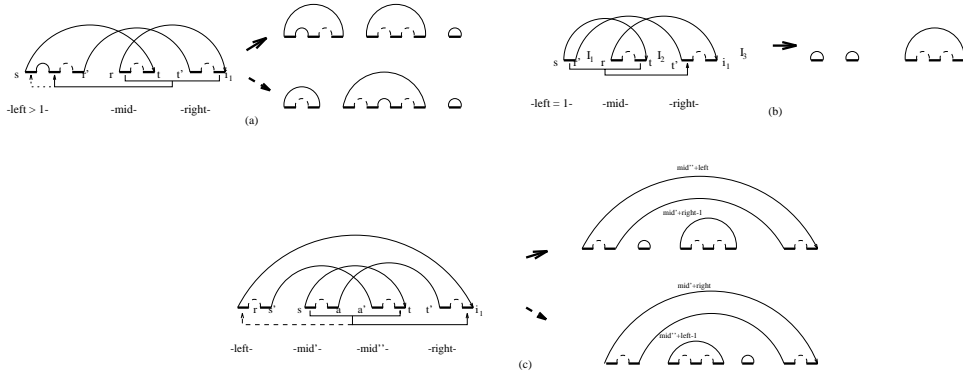 s r' r t t' i1
-left > 1- -mid- -right-
(a)
s r' I1 r t I2 t' i1 I3
-left = 1- -mid- -right-
(b)
mid''+left
mid'+right-1
r s' s a a' t t' i1
-left- -mid'- -mid''- -right-
mid'+right
mid''+left-1
(c)